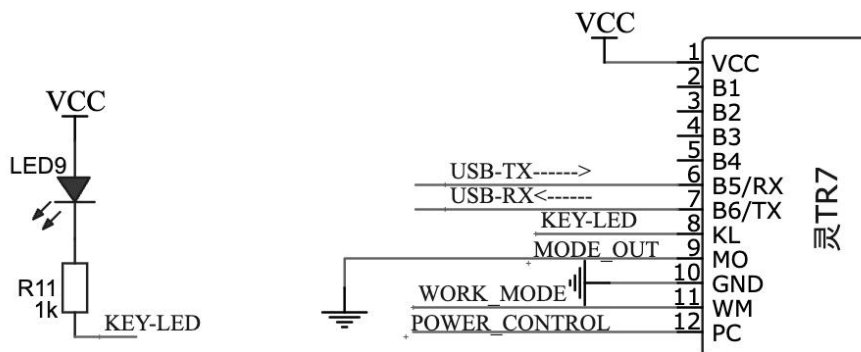 VCC
LED9
R11
1k
KEY-LED
VCC
1 VCC
2 B1
3 B2
4 B3
5 B4
USB-TX------>
6 B5/RX
USB-RX<------
7 B6/TX
KEY-LED
8 KL
MODE_OUT
9 MO
10 GND
WORK_MODE
11 WM
POWER_CONTROL
12 PC
灵TR7